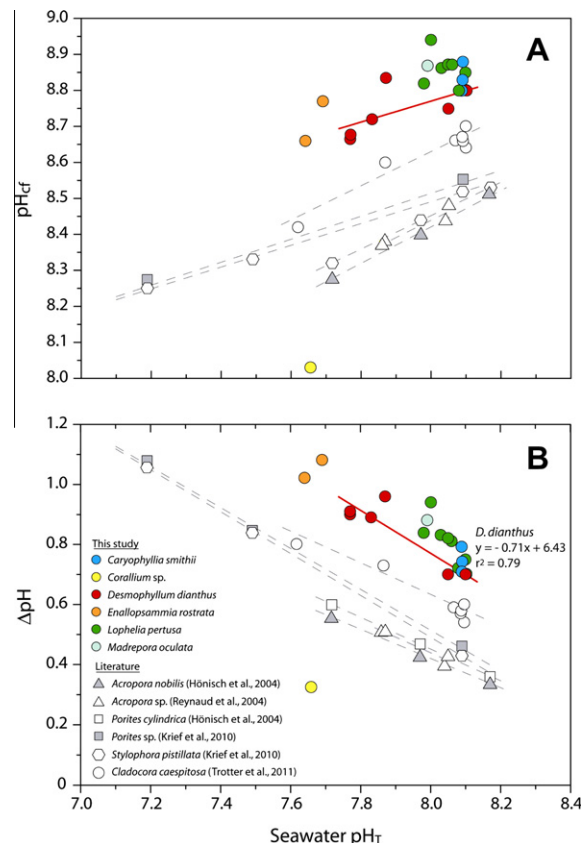 9.0
8.9
8.8
8.7
8.6
8.5
8.4
8.3
8.2
8.1
8.0
pHcf
A
1.2
1.0
0.8
0.6
0.4
0.2
0
ΔpH
B
D. dianthus
y = - 0.71x + 6.43
r² = 0.79
This study
Caryophyllia smithii
Corallium sp.
Desmophyllum dianthus
Enallopsammia rostrata
Lophelia pertusa
Madrepora oculata
Literature
Acropora nobilis (Hönisch et al., 2004)
Acropora sp. (Reynaud et al., 2004)
Porites cylindrica (Hönisch et al., 2004)
Porites sp. (Krief et al., 2010)
Stylophora pistillata (Krief et al., 2010)
Cladocora caespitosa (Trotter et al., 2011)
7.0 7.2 7.4 7.6 7.8 8.0 8.2 8.4
Seawater pHT